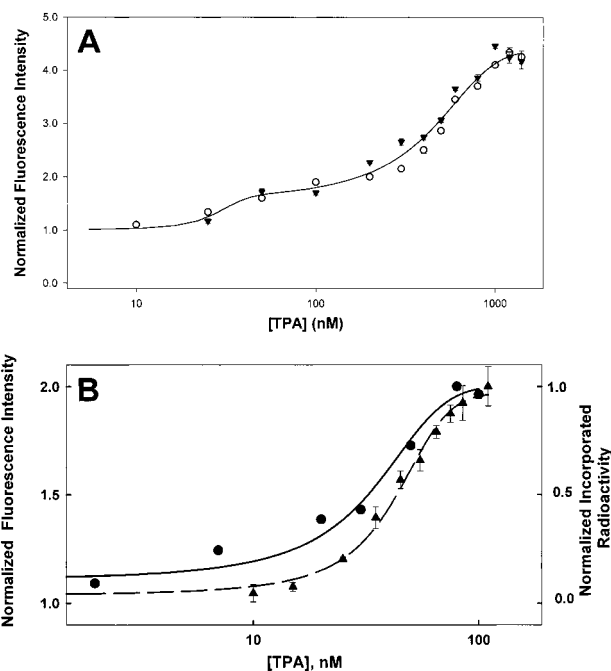 A
Normalized Fluorescence Intensity
5.0
4.0
3.0
2.0
1.0
0.0
10
100
1000
[TPA] (nM)
B
Normalized Fluorescence Intensity
2.0
1.5
1.0
1.0
0.5
0.0
Normalized Incorporated
Radioactivity
10
100
[TPA], nM